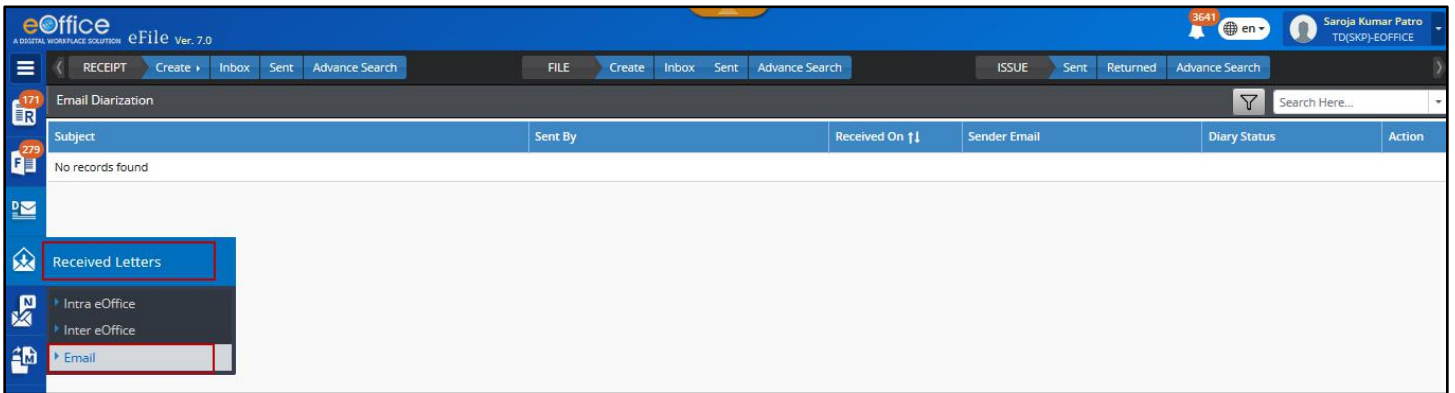 eOffice
A DIGITAL WORKPLACE SOLUTION eFile Ver. 7.0
3641
en
Saroja Kumar Patro
TD(SKP)-EOFFICE
RECEIPT Create Inbox Sent Advance Search FILE Create Inbox Sent Advance Search ISSUE Sent Returned Advance Search
171
R
Email Diarization
Search Here...
Subject Sent By Received On Sender Email Diary Status Action
279
F
No records found
D
Received Letters
N
Intra eOffice
Inter eOffice
M
Email